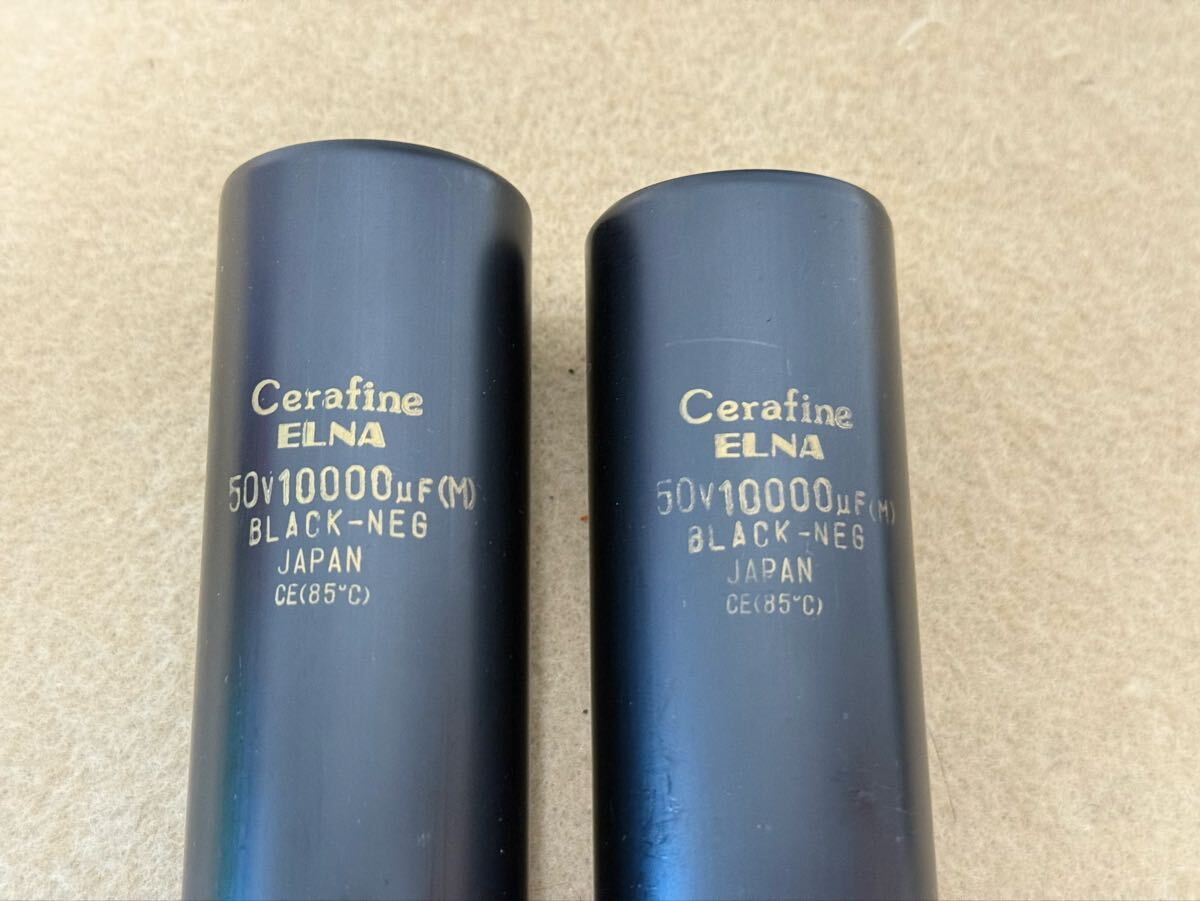 Cerafine
ELNA
50V10000µF(M)
BLACK-NEG
JAPAN
CE(85°C)
Cerafine
ELNA
50V10000µF(M)
BLACK-NEG
JAPAN
CE(85°C)